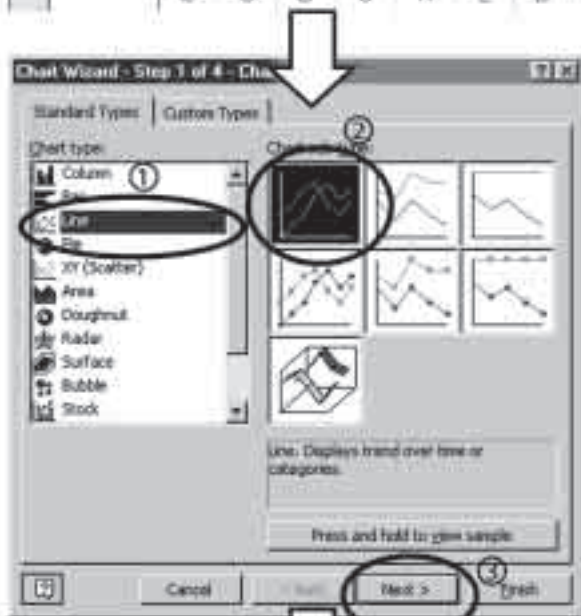 Chart Wizard - Step 1 of 4 - Cha
Standard Types
Custom Types
Chart type:
①
Column
Line
Pie
XY (Scatter)
Area
Doughnut
Radar
Surface
Bubble
Stock
②
Line. Displays trend over time or
categories.
Press and hold to view sample
Cancel
Next >
③
Finish